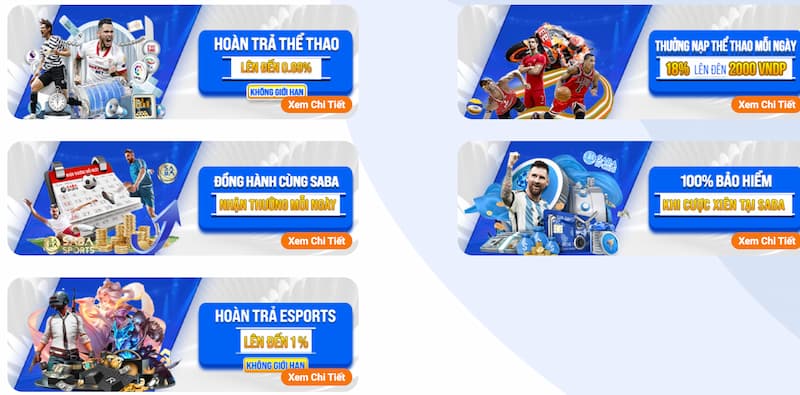 HOÀN TRẢ THỂ THAO
LÊN ĐẾN 0.88%
KHÔNG GIỚI HẠN
Xem Chi Tiết
THƯỞNG NẠP THỂ THAO MỖI NGÀY
18% LÊN ĐẾN 2000 VNDP
Xem Chi Tiết
ĐỒNG HÀNH CÙNG SABA
NHẬN THƯỞNG MỖI NGÀY
Xem Chi Tiết
SABA
SPORTS
100% BẢO HIỂM
KHI CƯỢC XIÊN TẠI SABA
Xem Chi Tiết
SABA
HOÀN TRẢ ESPORTS
LÊN ĐẾN 1%
KHÔNG GIỚI HẠN
Xem Chi Tiết